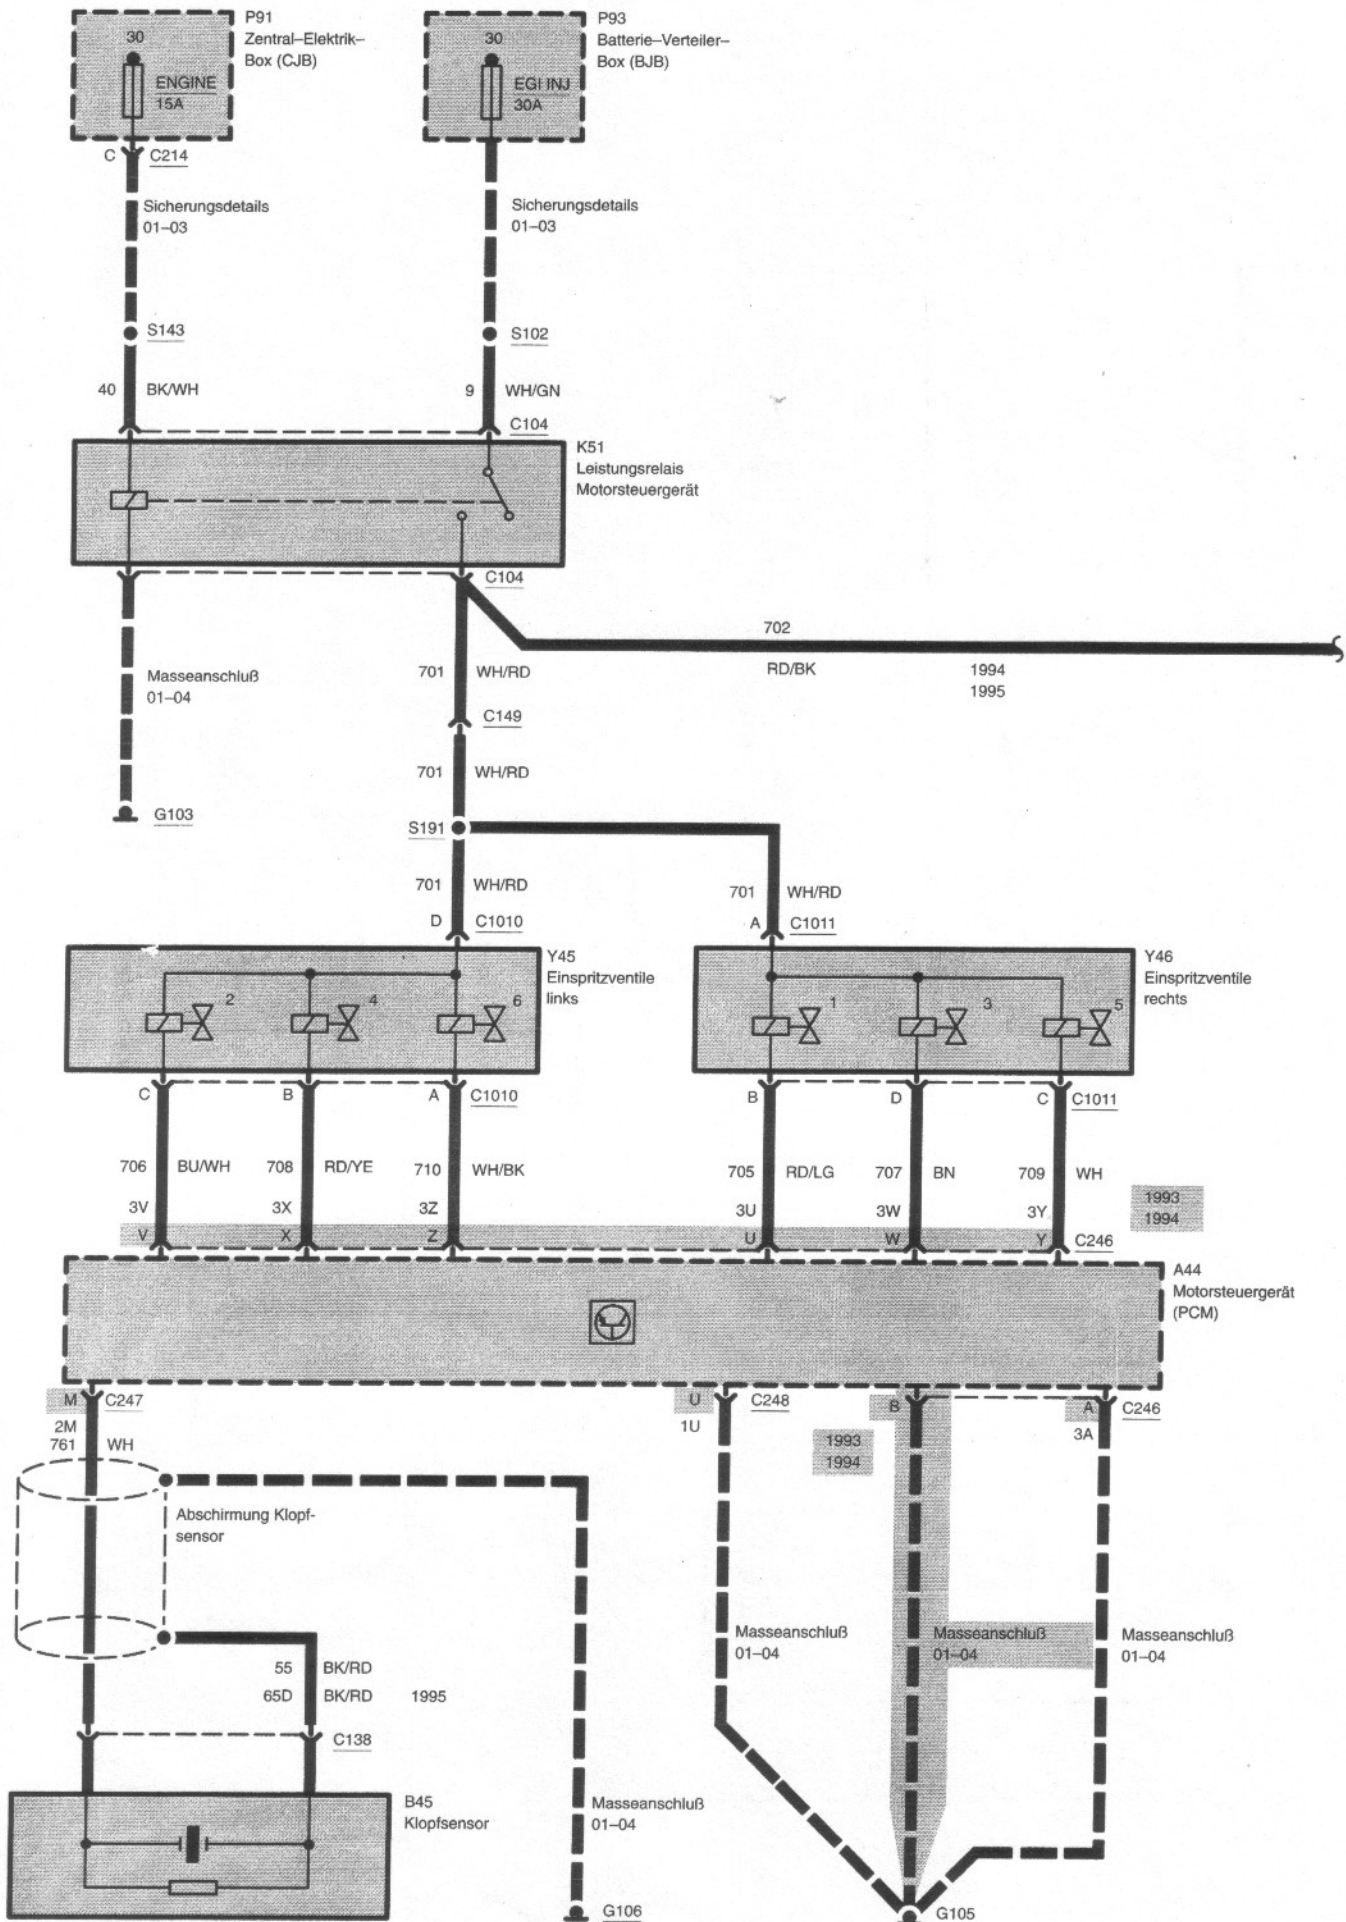 P91
Zentral–Elektrik–
Box (CJB)
30
ENGINE
15A
P93
Batterie–Verteiler–
Box (BJB)
30
EGI INJ
30A
C
C214
Sicherungsdetails
01–03
Sicherungsdetails
01–03
S143
S102
40
BK/WH
9
WH/GN
C104
K51
Leistungsrelais
Motorsteuergerät
C104
702
RD/BK
1994
1995
Masseanschluß
01–04
701
WH/RD
C149
701
WH/RD
G103
S191
701
WH/RD
701
WH/RD
D
C1010
A
C1011
Y45
Einspritzventile
links
2
4
6
Y46
Einspritzventile
rechts
1
3
5
C
B
A
C1010
B
D
C
C1011
706
BU/WH
708
RD/YE
710
WH/BK
705
RD/LG
707
BN
709
WH
3V
3X
3Z
3U
3W
3Y
1993
1994
V
X
Z
U
W
Y
C246
A44
Motorsteuergerät
(PCM)
M
C247
2M
761
WH
U
C248
1U
B
A
C246
3A
1993
1994
Abschirmung Klopf-
sensor
Masseanschluß
01–04
Masseanschluß
01–04
Masseanschluß
01–04
55
BK/RD
65D
BK/RD
1995
C138
B45
Klopfsensor
Masseanschluß
01–04
G106
G105